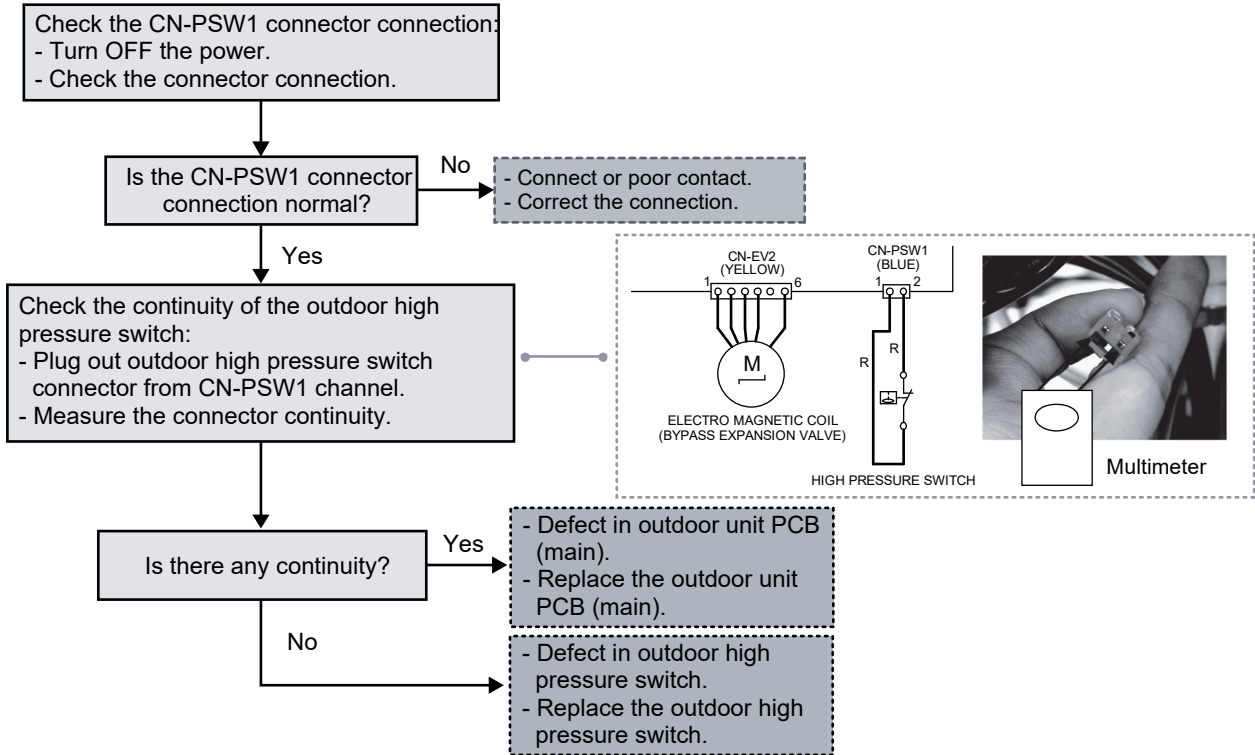 Check the CN-PSW1 connector connection:
- Turn OFF the power.
- Check the connector connection.
Is the CN-PSW1 connector
connection normal?
No
- Connect or poor contact.
- Correct the connection.
Yes
Check the continuity of the outdoor high
pressure switch:
- Plug out outdoor high pressure switch
connector from CN-PSW1 channel.
- Measure the connector continuity.
CN-EV2
(YELLOW)
1
6
M
ELECTRO MAGNETIC COIL
(BYPASS EXPANSION VALVE)
CN-PSW1
(BLUE)
1
2
R
R
HIGH PRESSURE SWITCH
Multimeter
Is there any continuity?
Yes
- Defect in outdoor unit PCB
(main).
- Replace the outdoor unit
PCB (main).
No
- Defect in outdoor high
pressure switch.
- Replace the outdoor high
pressure switch.